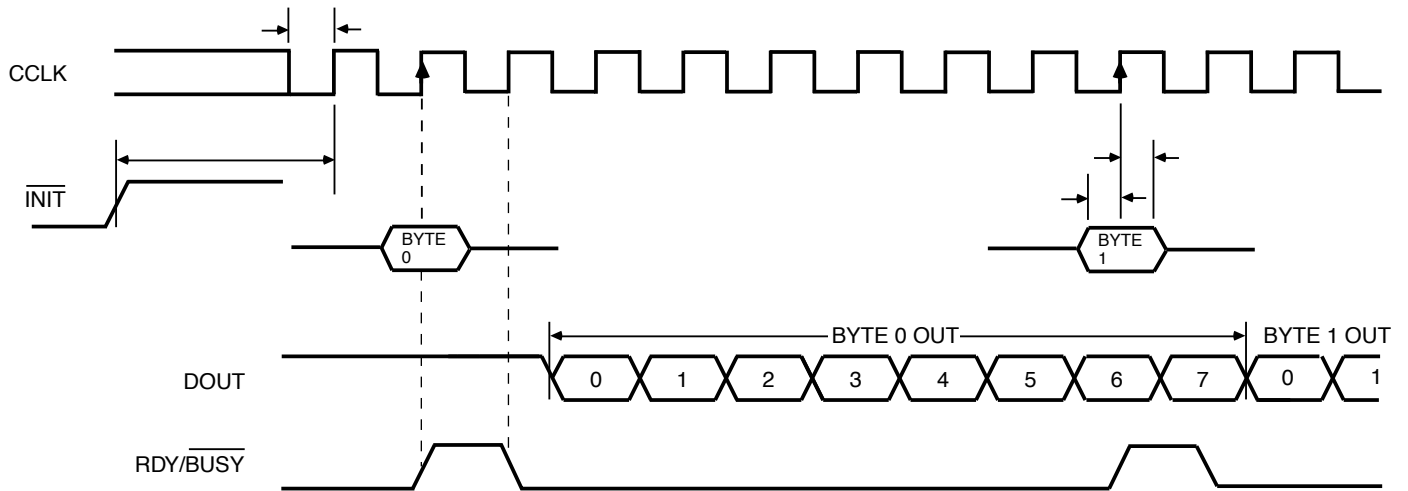 CCLK
INIT
BYTE
0
BYTE
1
BYTE 0 OUT
BYTE 1 OUT
DOUT
0 1 2 3 4 5 6 7 0 1
RDY/BUSY